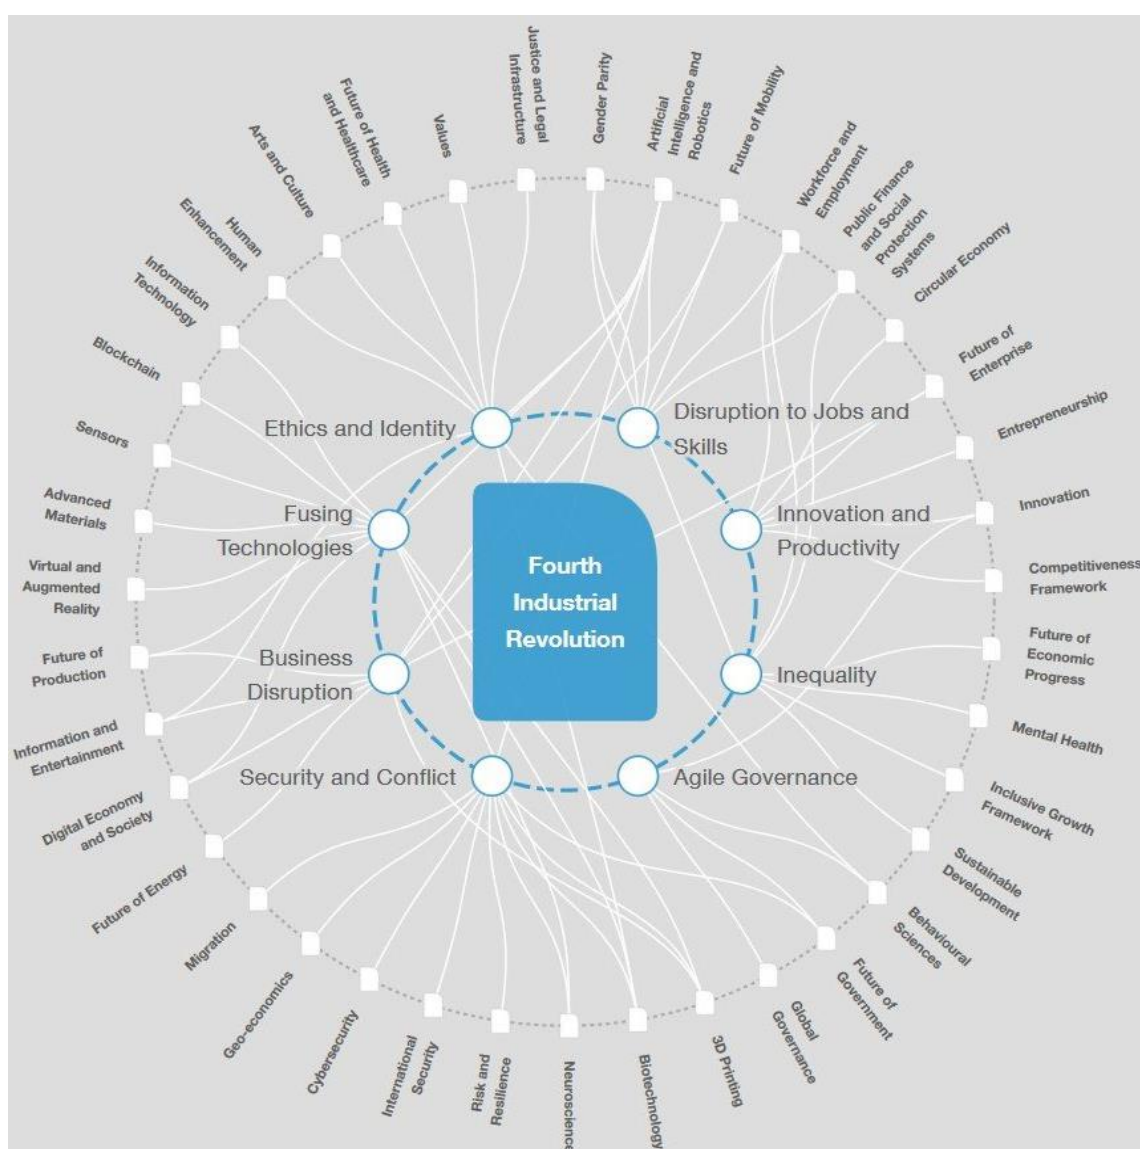 Justice and Legal
Infrastructure
Gender Parity
Artificial
Intelligence and
Robotics
Future of Mobility
Workforce and
Employment
Public Finance
and Social
Protection
Systems
Circular Economy
Future of
Enterprise
Entrepreneurship
Innovation
Competitiveness
Framework
Future of
Economic
Progress
Mental Health
Inclusive Growth
Framework
Sustainable
Development
Behavioural
Sciences
Future of
Government
Global
Governance
3D Printing
Biotechnology
Neuroscience
Risk and
Resilience
International
Security
Cybersecurity
Geo-economics
Migration
Future of Energy
Digital Economy
and Society
Information and
Entertainment
Future of
Production
Virtual and
Augmented
Reality
Advanced
Materials
Sensors
Blockchain
Information
Technology
Human
Enhancement
Arts and Culture
Future of Health
and Healthcare
Values
Ethics and Identity
Disruption to Jobs and
Skills
Fusing
Technologies
Innovation and
Productivity
Business
Disruption
Inequality
Security and Conflict
Agile Governance
Fourth
Industrial
Revolution